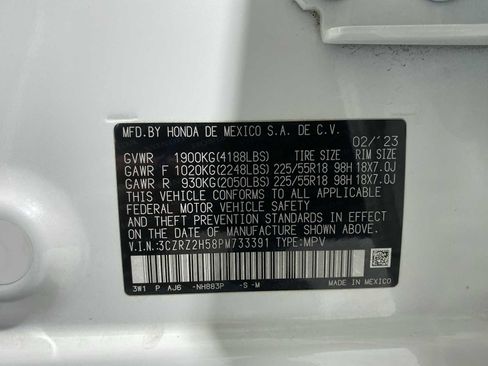 MFD. BY HONDA DE MEXICO S.A. DE C.V. 02/'23
GVWR 1900KG(4188LBS) TIRE SIZE RIM SIZE
GAWR F 1020KG(2248LBS) 225/55R18 98H 18X7.0J
GAWR R 930KG(2050LBS) 225/55R18 98H 18X7.0J
THIS VEHICLE CONFORMS TO ALL APPLICABLE
FEDERAL MOTOR VEHICLE SAFETY
AND THEFT PREVENTION STANDARDS IN EFFECT
ON THE DATE OF MANUFACTURE SHOWN ABOVE.
V.I.N.:3CZRZ2H58PM733391 TYPE:MPV
3W1 P AJ6 -NH883P -S -M MADE IN MEXICO